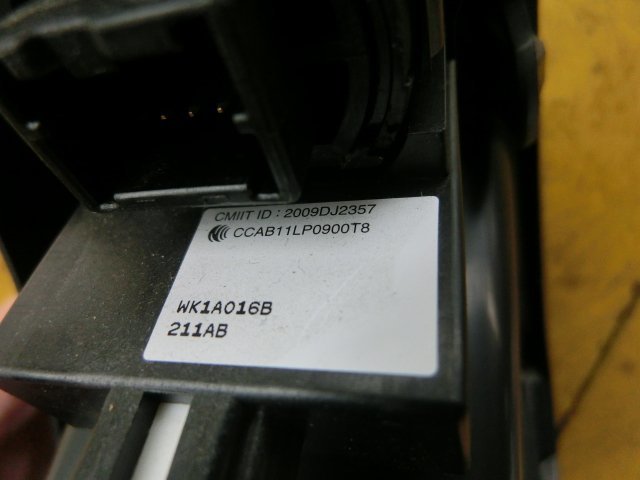 CMIIT ID : 2009DJ2357
CCAB11LP0900T8
WK1A016B
211AB